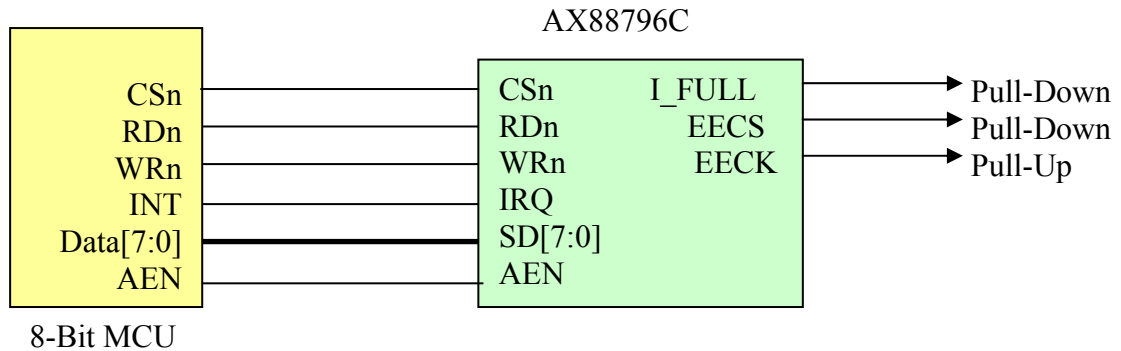 AX88796C
CSn
RDn
WRn
INT
Data[7:0]
AEN
8-Bit MCU
CSn I_FULL
RDn EECS
WRn EECK
IRQ
SD[7:0]
AEN
Pull-Down
Pull-Down
Pull-Up